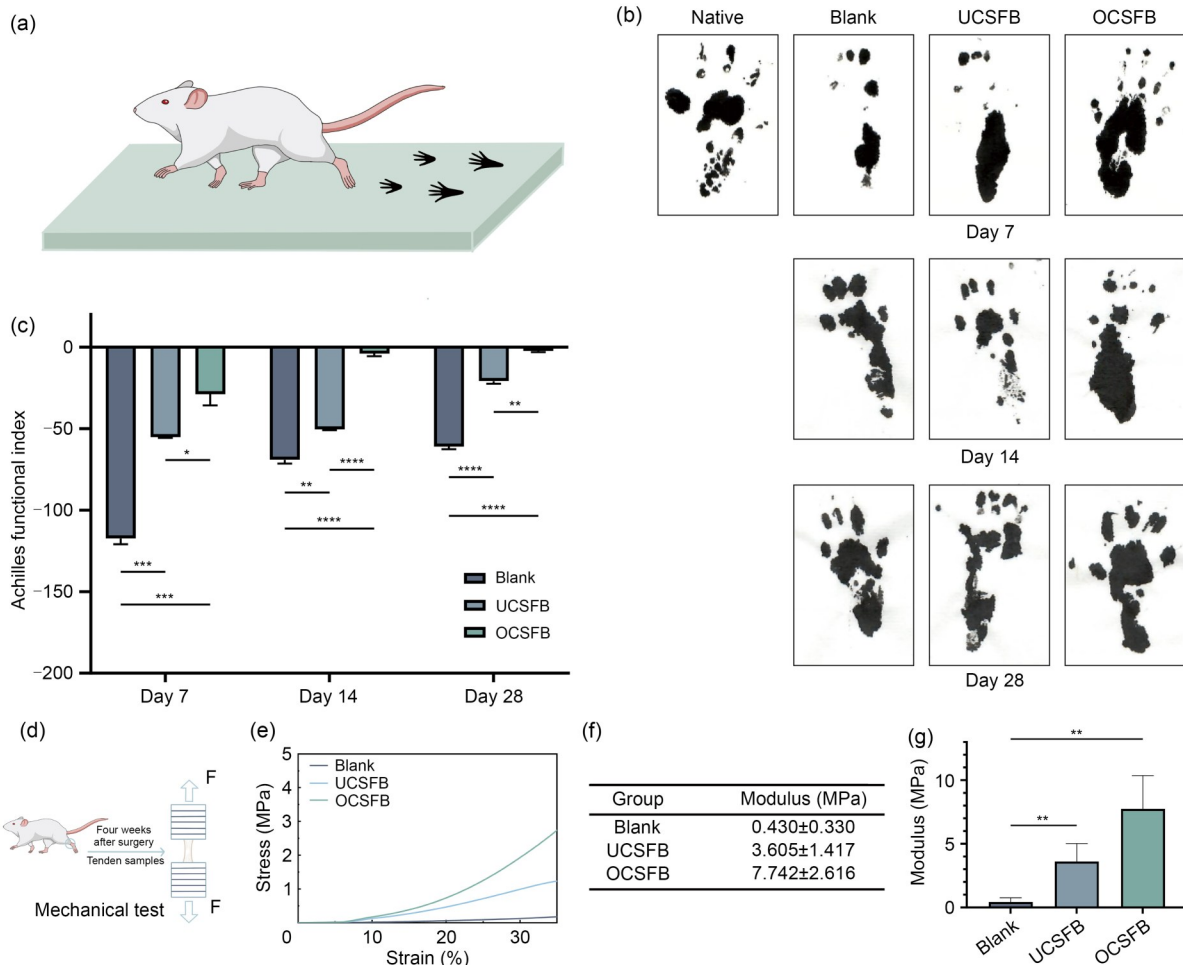 (a)
(b)
Native Blank UCSFB OCSFB
Day 7
Day 14
Day 28
(c)
Achilles functional index
0
−50
−100
−150
−200
*
***
***
**
****
****
**
****
****
Blank
UCSFB
OCSFB
Day 7 Day 14 Day 28
(d)
F
Four weeks
after surgery
Tenden samples
F
Mechanical test
(e)
Stress (MPa)
5
4
3
2
1
Blank
UCSFB
OCSFB
0 10 20 30
Strain (%)
(f)
Group Modulus (MPa)
Blank 0.430±0.330
UCSFB 3.605±1.417
OCSFB 7.742±2.616
(g)
Modulus (MPa)
10
5
0
**
**
Blank
UCSFB
OCSFB